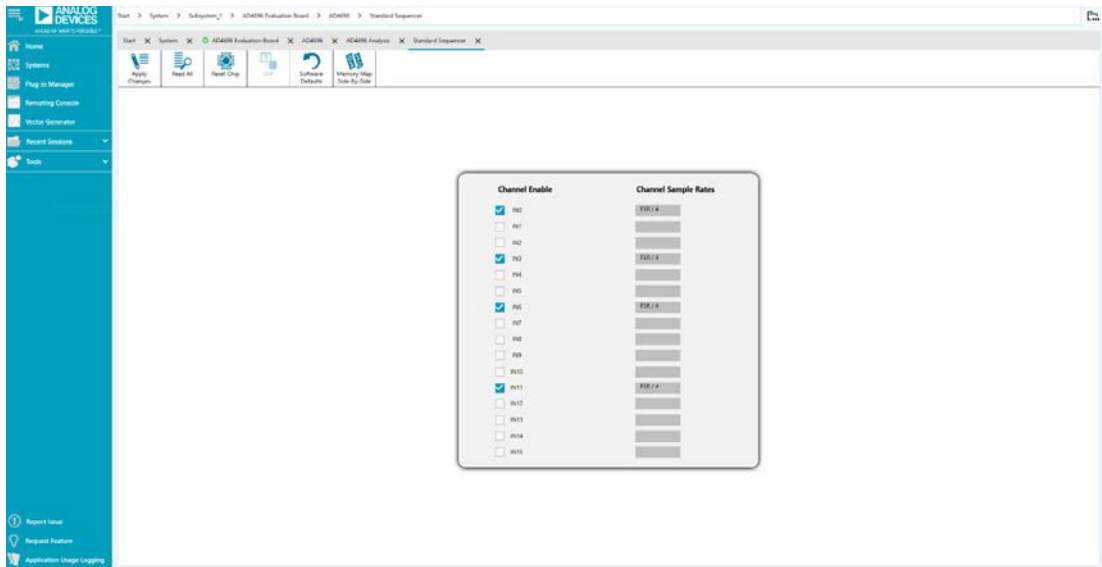 ANALOG
DEVICES
AHEAD OF WHAT'S POSSIBLE™
Start > System > Subsystem_1 > AD4696 Evaluation Board > AD4696 > Standard Sequencer
Start X System X AD4696 Evaluation Board X AD4696 X AD4696 Analysis X Standard Sequencer X
Apply Changes
Read All
Reset Chip
Diff
Software Defaults
Memory Map Side-By-Side
Home
Systems
Plug-in Manager
Remoting Console
Vector Generator
Recent Sessions
Tools
Channel Enable Channel Sample Rates
IN0 FSR / 4
IN1
IN2
IN3 FSR / 4
IN4
IN5
IN6 FSR / 4
IN7
IN8
IN9
IN10
IN11 FSR / 4
IN12
IN13
IN14
IN15
Report Issue
Request Feature
Application Usage Logging